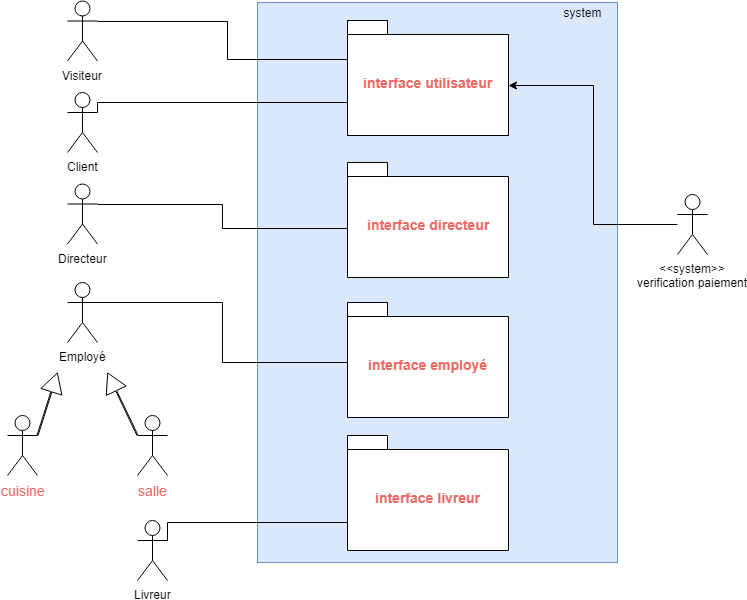 system
Visiteur
interface utilisateur
Client
interface directeur
Directeur
<<system>>
verification paiement
Employé
interface employé
cuisine
salle
interface livreur
Livreur